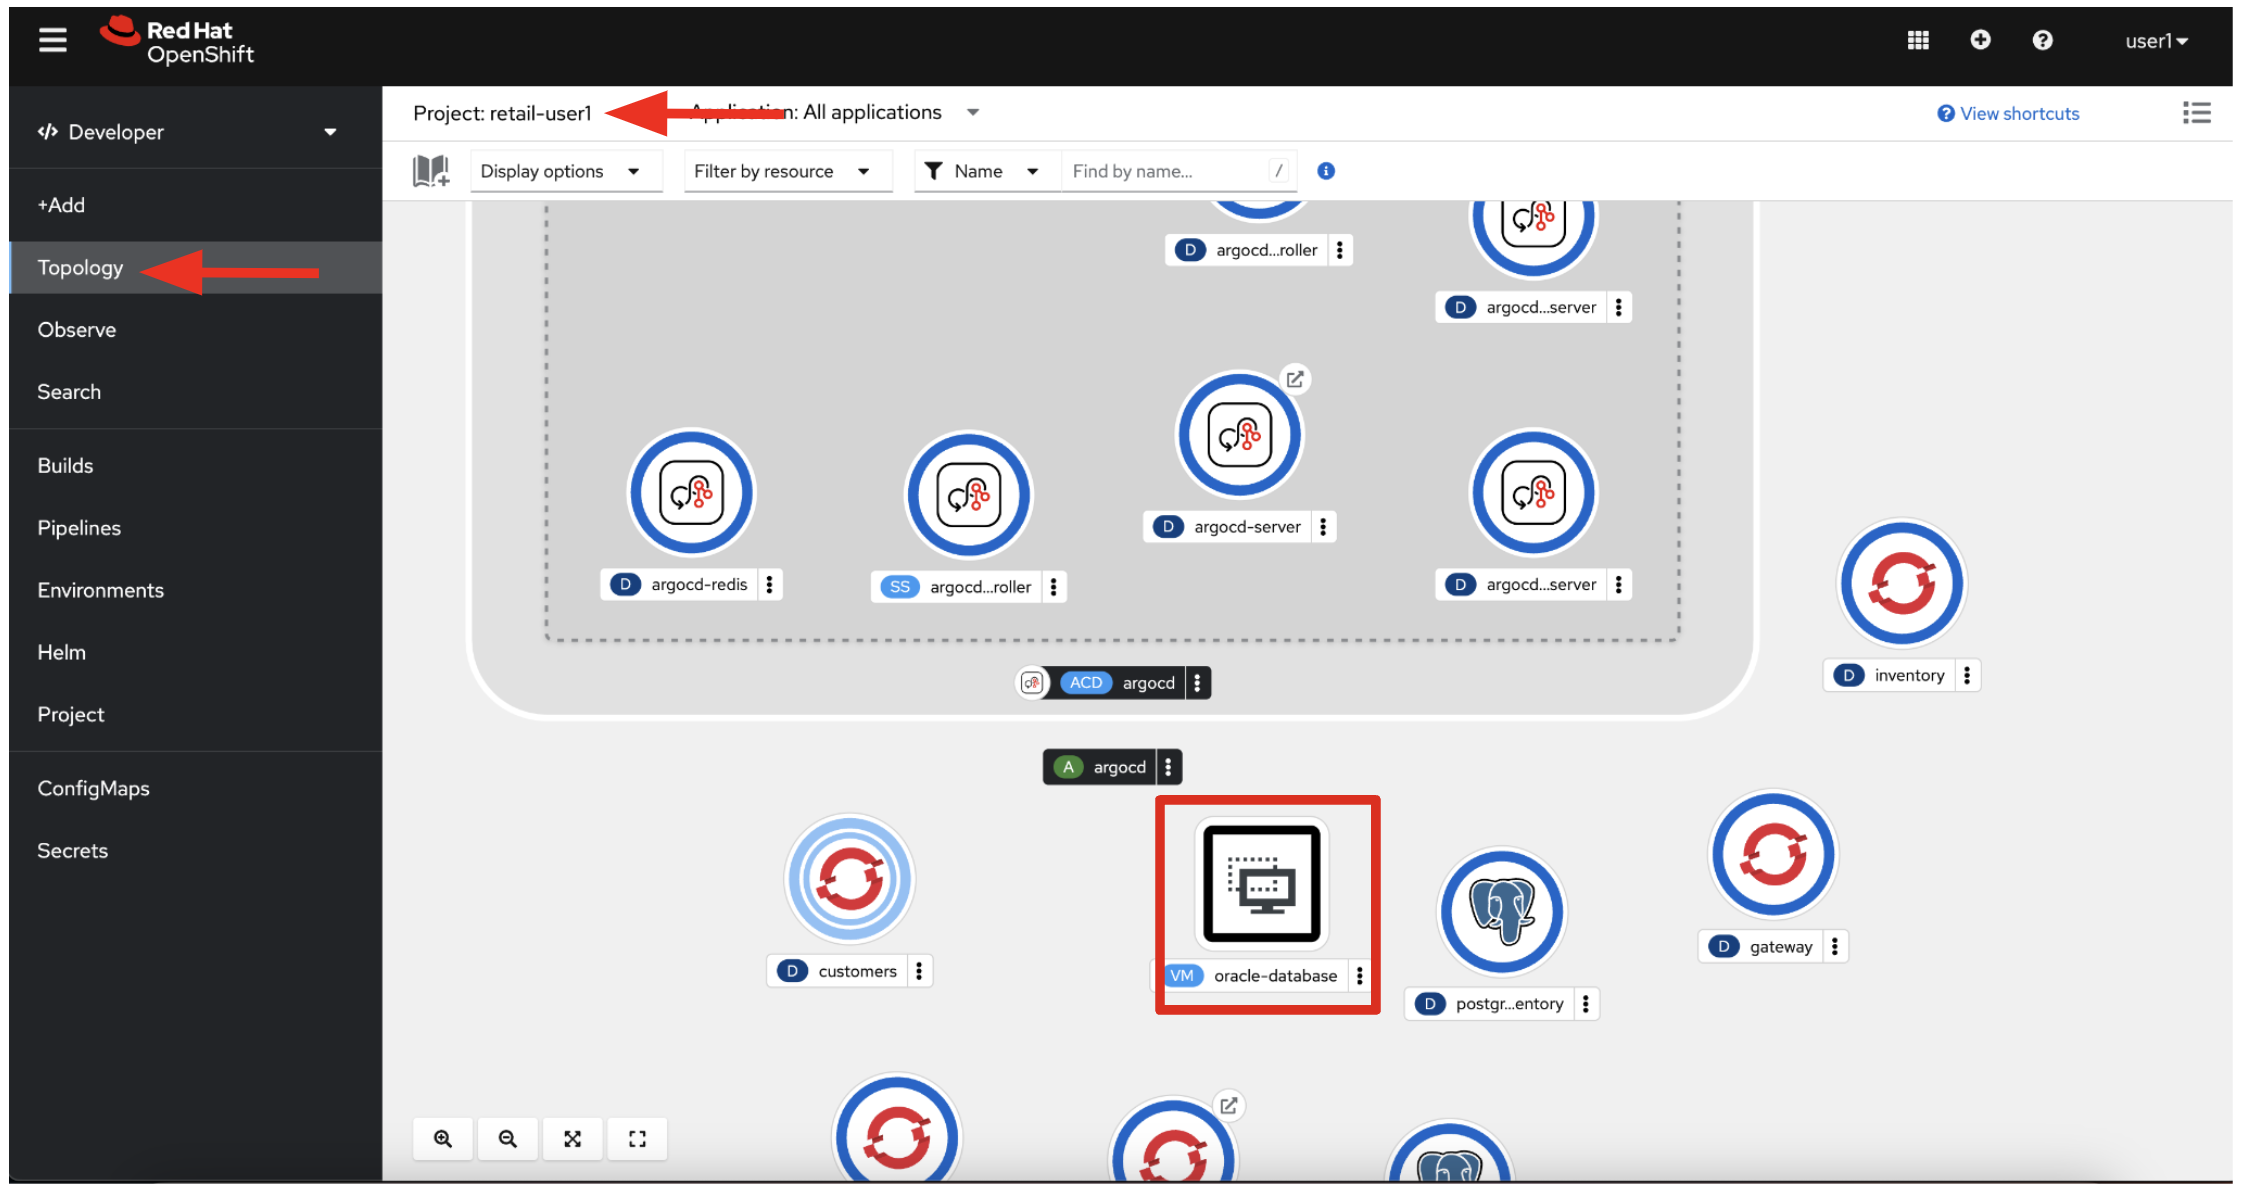 Red Hat
OpenShift
user1
Developer
Project: retail-user1
Application: All applications
View shortcuts
Display options
Filter by resource
Name
Find by name...
/
+Add
Topology
Observe
Search
Builds
Pipelines
Environments
Helm
Project
ConfigMaps
Secrets
D argocd...roller
D argocd...server
D argocd-server
D argocd-redis
SS argocd...roller
D argocd...server
D inventory
ACD argocd
A argocd
D customers
VM oracle-database
D postgr...entory
D gateway